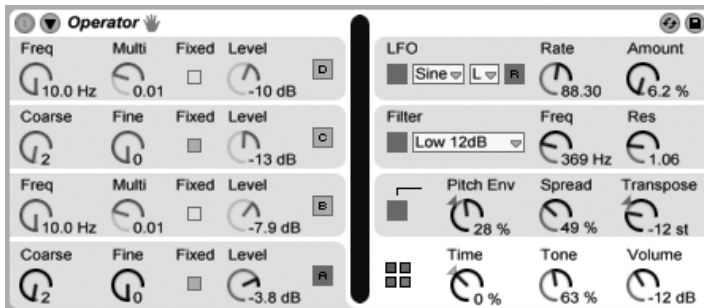 Operator
Freq Multi Fixed Level
10.0 Hz 0.01 -10 dB D
Coarse Fine Fixed Level
2 0 -13 dB C
Freq Multi Fixed Level
10.0 Hz 0.01 -7.9 dB B
Coarse Fine Fixed Level
2 0 -3.8 dB A
LFO Rate Amount
Sine L R 88.30 6.2 %
Filter Freq Res
Low 12dB 369 Hz 1.06
Pitch Env Spread Transpose
28 % 49 % -12 st
Time Tone Volume
0 % 63 % -12 dB